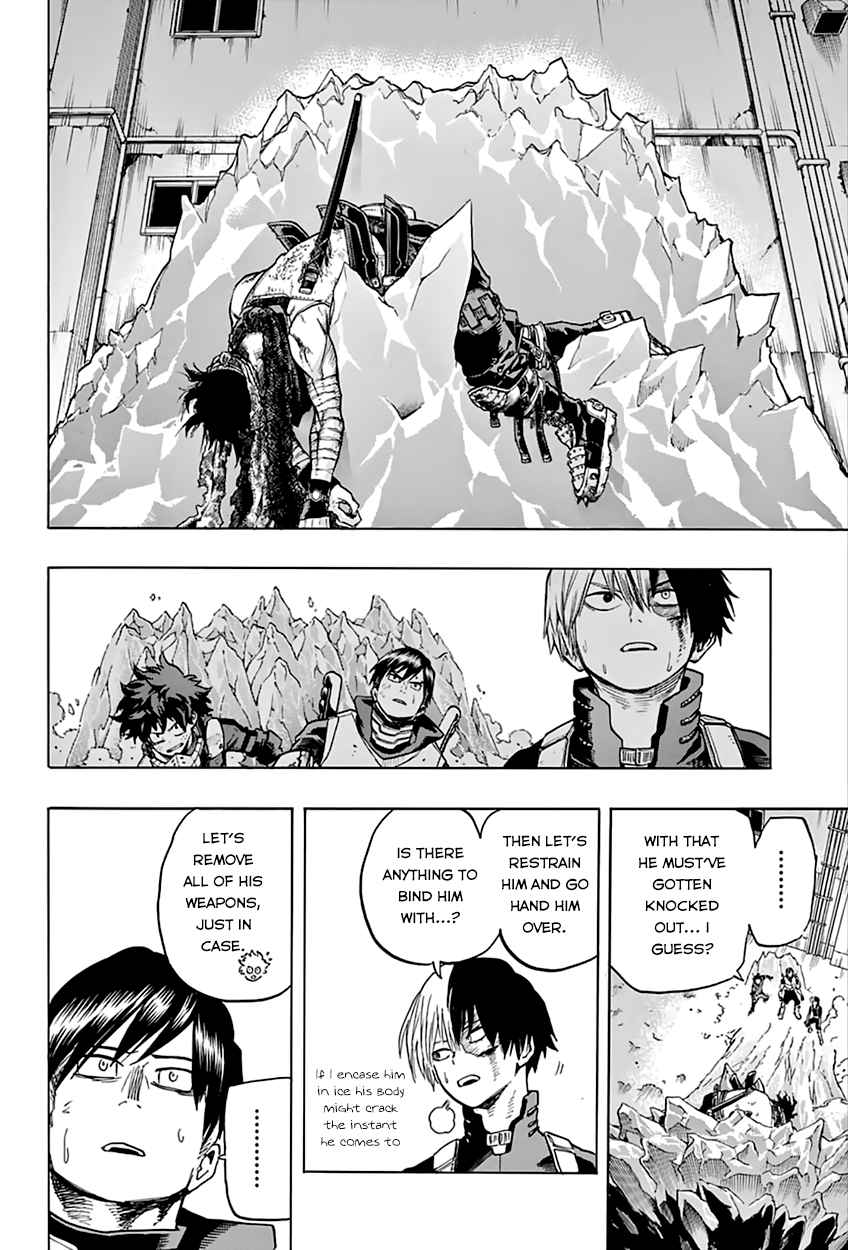 .........
WITH THAT
HE MUST'VE
GOTTEN
KNOCKED
OUT... I
GUESS?
THEN LET'S
RESTRAIN
HIM AND GO
HAND HIM
OVER.
IS THERE
ANYTHING TO
BIND HIM
WITH...?
If I encase him
in ice his body
might crack
the instant
he comes to
LET'S
REMOVE
ALL OF HIS
WEAPONS,
JUST IN
CASE.
.........